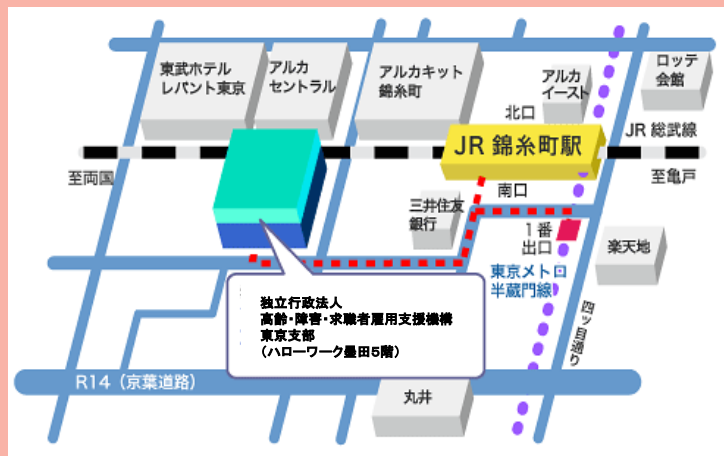 東武ホテル
レバント東京
アルカ
セントラル
アルカキット
錦糸町
アルカ
イースト
ロッテ
会館
北口
JR 錦糸町駅
JR 総武線
至両国
至亀戸
南口
三井住友
銀行
1番
出口
楽天地
東京メトロ
半蔵門線
独立行政法人
高齢・障害・求職者雇用支援機構
東京支部
（ハローワーク墨田5階）
四ッ目通り
R14（京葉道路）
丸井